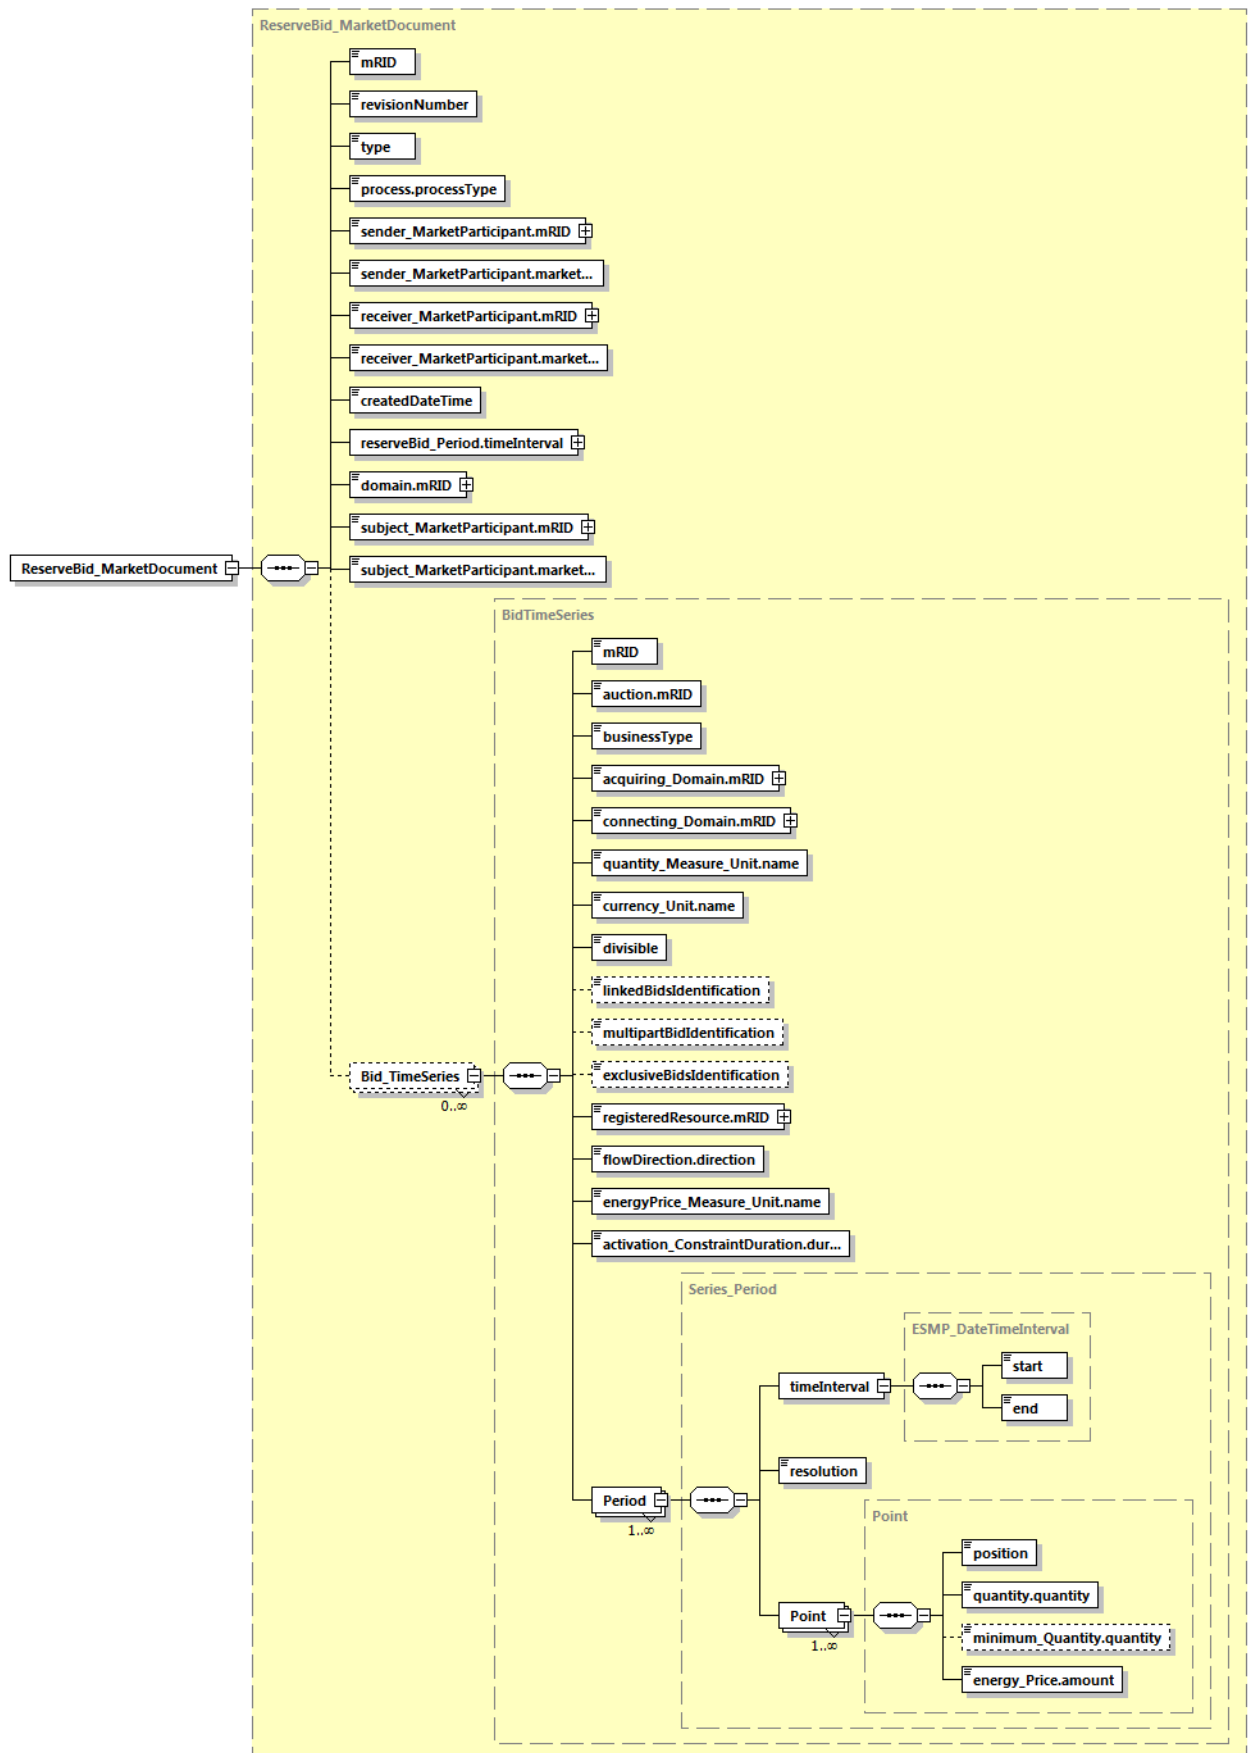 ReserveBid_MarketDocument
mRID
revisionNumber
type
process.processType
sender_MarketParticipant.mRID
sender_MarketParticipant.market...
receiver_MarketParticipant.mRID
receiver_MarketParticipant.market...
createdDateTime
reserveBid_Period.timeInterval
domain.mRID
subject_MarketParticipant.mRID
ReserveBid_MarketDocument
subject_MarketParticipant.market...
BidTimeSeries
mRID
auction.mRID
businessType
acquiring_Domain.mRID
connecting_Domain.mRID
quantity_Measure_Unit.name
currency_Unit.name
divisible
linkedBidsIdentification
multipartBidIdentification
Bid_TimeSeries
0..∞
exclusiveBidsIdentification
registeredResource.mRID
flowDirection.direction
energyPrice_Measure_Unit.name
activation_ConstraintDuration.dur...
Series_Period
ESMP_DateTimeInterval
timeInterval
start
end
resolution
Period
1..∞
Point
position
quantity.quantity
Point
1..∞
minimum_Quantity.quantity
energy_Price.amount